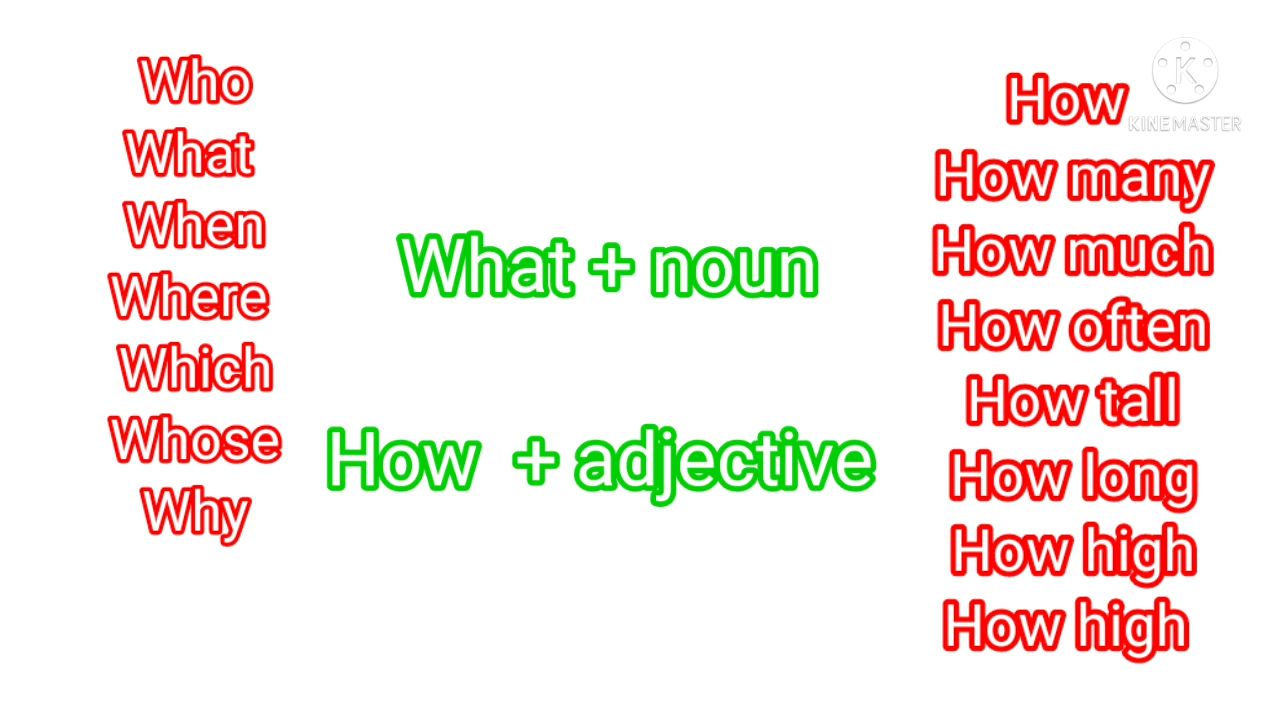 Who
What
When
Where
Which
Whose
Why
What + noun
How + adjective
How
How many
How much
How often
How tall
How long
How high
How high
K
KINEMASTER